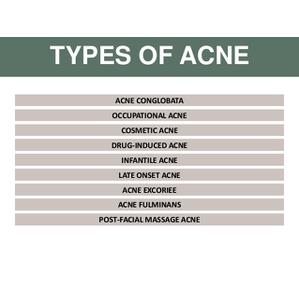 TYPES OF ACNE
ACNE CONGLOBATA
OCCUPATIONAL ACNE
COSMETIC ACNE
DRUG-INDUCED ACNE
INFANTILE ACNE
LATE ONSET ACNE
ACNE EXCORIEE
ACNE FULMINANS
POST-FACIAL MASSAGE ACNE